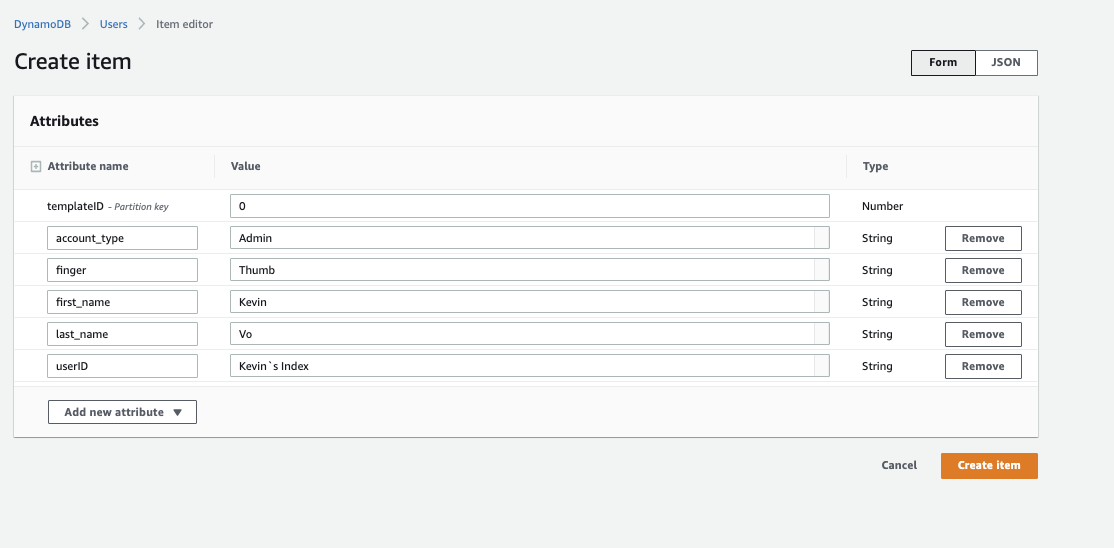 DynamoDB > Users > Item editor
Create item
Form JSON
Attributes
Attribute name Value Type
templateID - Partition key 0 Number
account_type Admin String Remove
finger Thumb String Remove
first_name Kevin String Remove
last_name Vo String Remove
userID Kevin`s Index String Remove
Add new attribute ▼
Cancel Create item